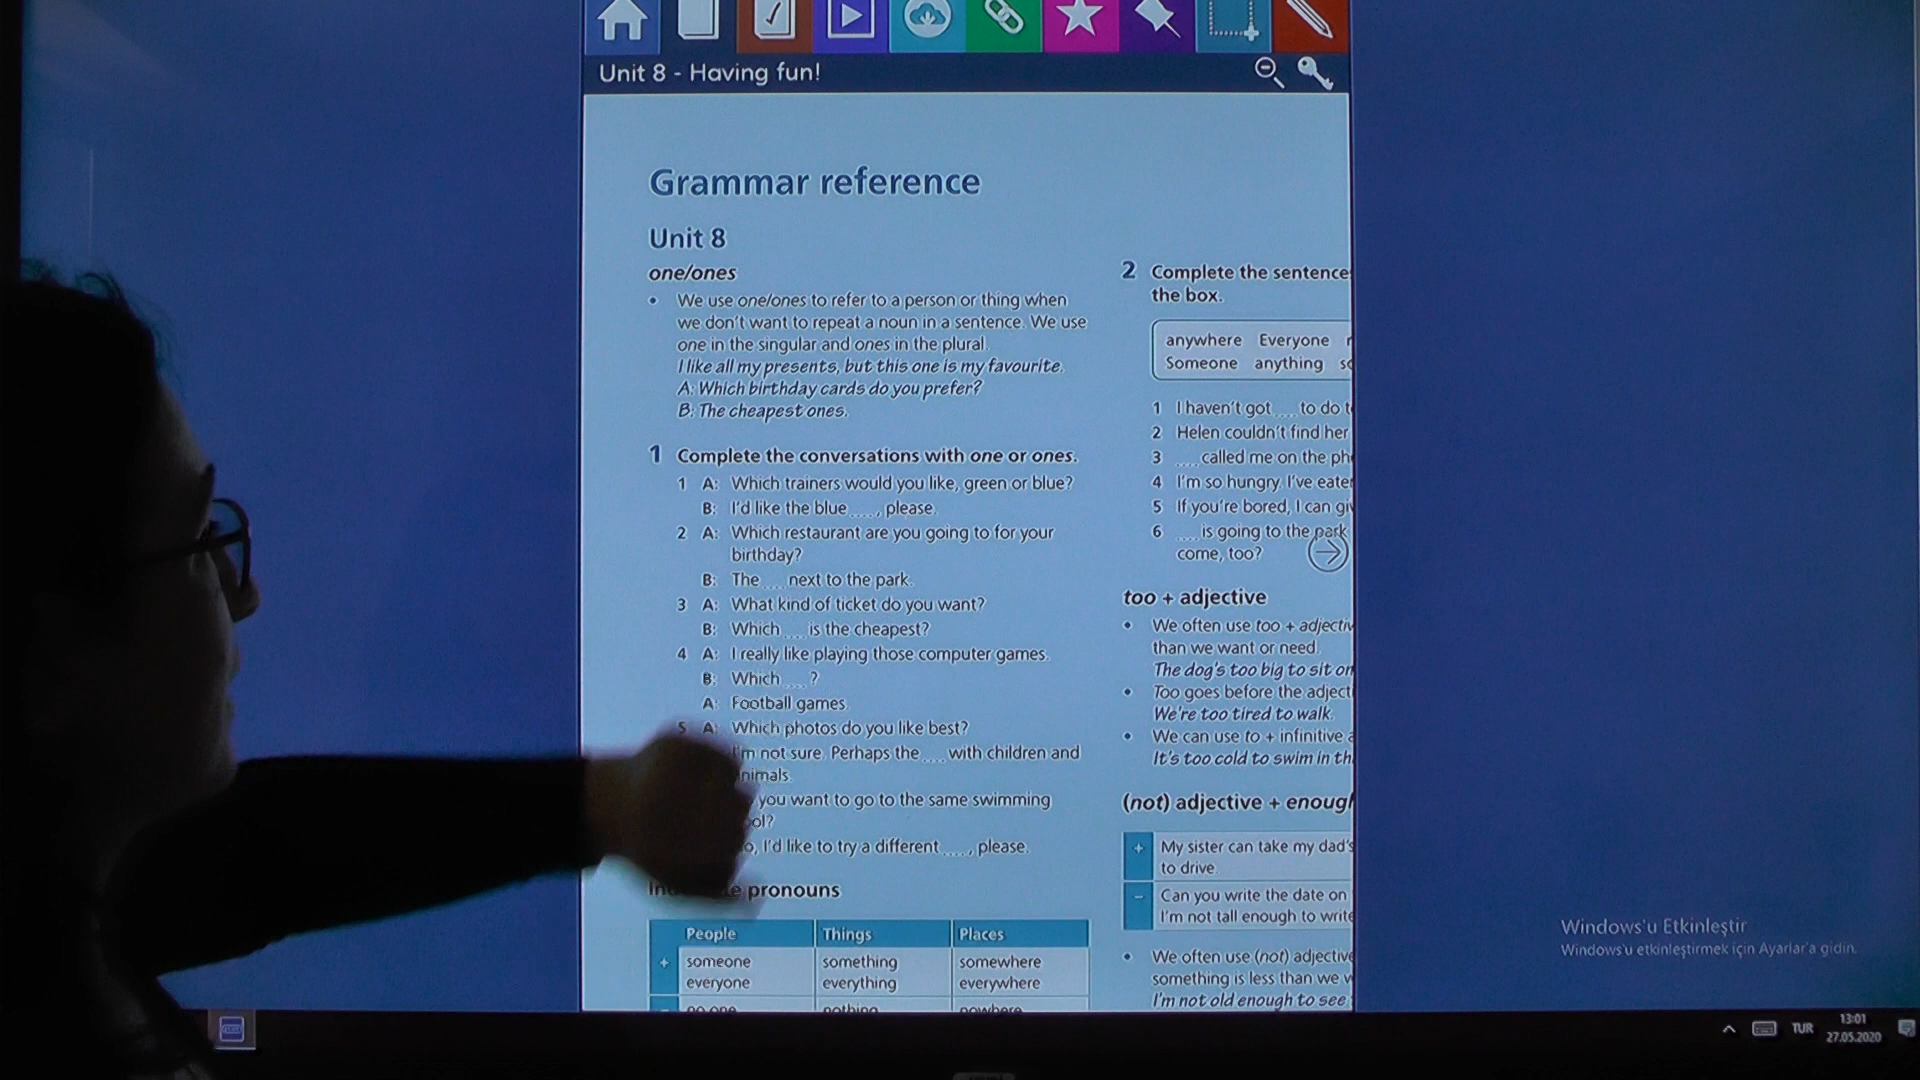 Unit 8 - Having fun!
Grammar reference
Unit 8
one/ones
• We use one/ones to refer to a person or thing when
we don't want to repeat a noun in a sentence. We use
one in the singular and ones in the plural.
I like all my presents, but this one is my favourite.
A: Which birthday cards do you prefer?
B: The cheapest ones.
1 Complete the conversations with one or ones.
1 A: Which trainers would you like, green or blue?
B: I'd like the blue ...., please.
2 A: Which restaurant are you going to for your
birthday?
B: The .... next to the park.
3 A: What kind of ticket do you want?
B: Which .... is the cheapest?
4 A: I really like playing those computer games.
B: Which ....?
A: Football games.
5 A: Which photos do you like best?
I'm not sure. Perhaps the .... with children and
nimals.
you want to go to the same swimming
ol?
o, I'd like to try a different ...., please.
pronouns
People Things Places
+ someone something somewhere
everyone everything everywhere
- no one nothing nowhere
2 Complete the sentence
the box.
anywhere Everyone
Someone anything
1 I haven't got .... to do
2 Helen couldn't find her
3 .... called me on the
4 I'm so hungry. I've
5 If you're bored, I can
6 .... is going to the park
come, too?
too + adjective
• We often use too +
than we want or need.
The dog's too big to sit on
• Too goes before the
We're too tired to walk.
• We can use to + infinitive
It's too cold to swim in
(not) adjective + enough
+ My sister can take my dad's
to drive.
- Can you write the date on
I'm not tall enough to write
• We often use (not) adjective
something is less than we
I'm not old enough to see
Windows'u Etkinleştir
Windows'u etkinleştirmek için Ayarlar'a gidin.
TUR
13:01
27.05.2020